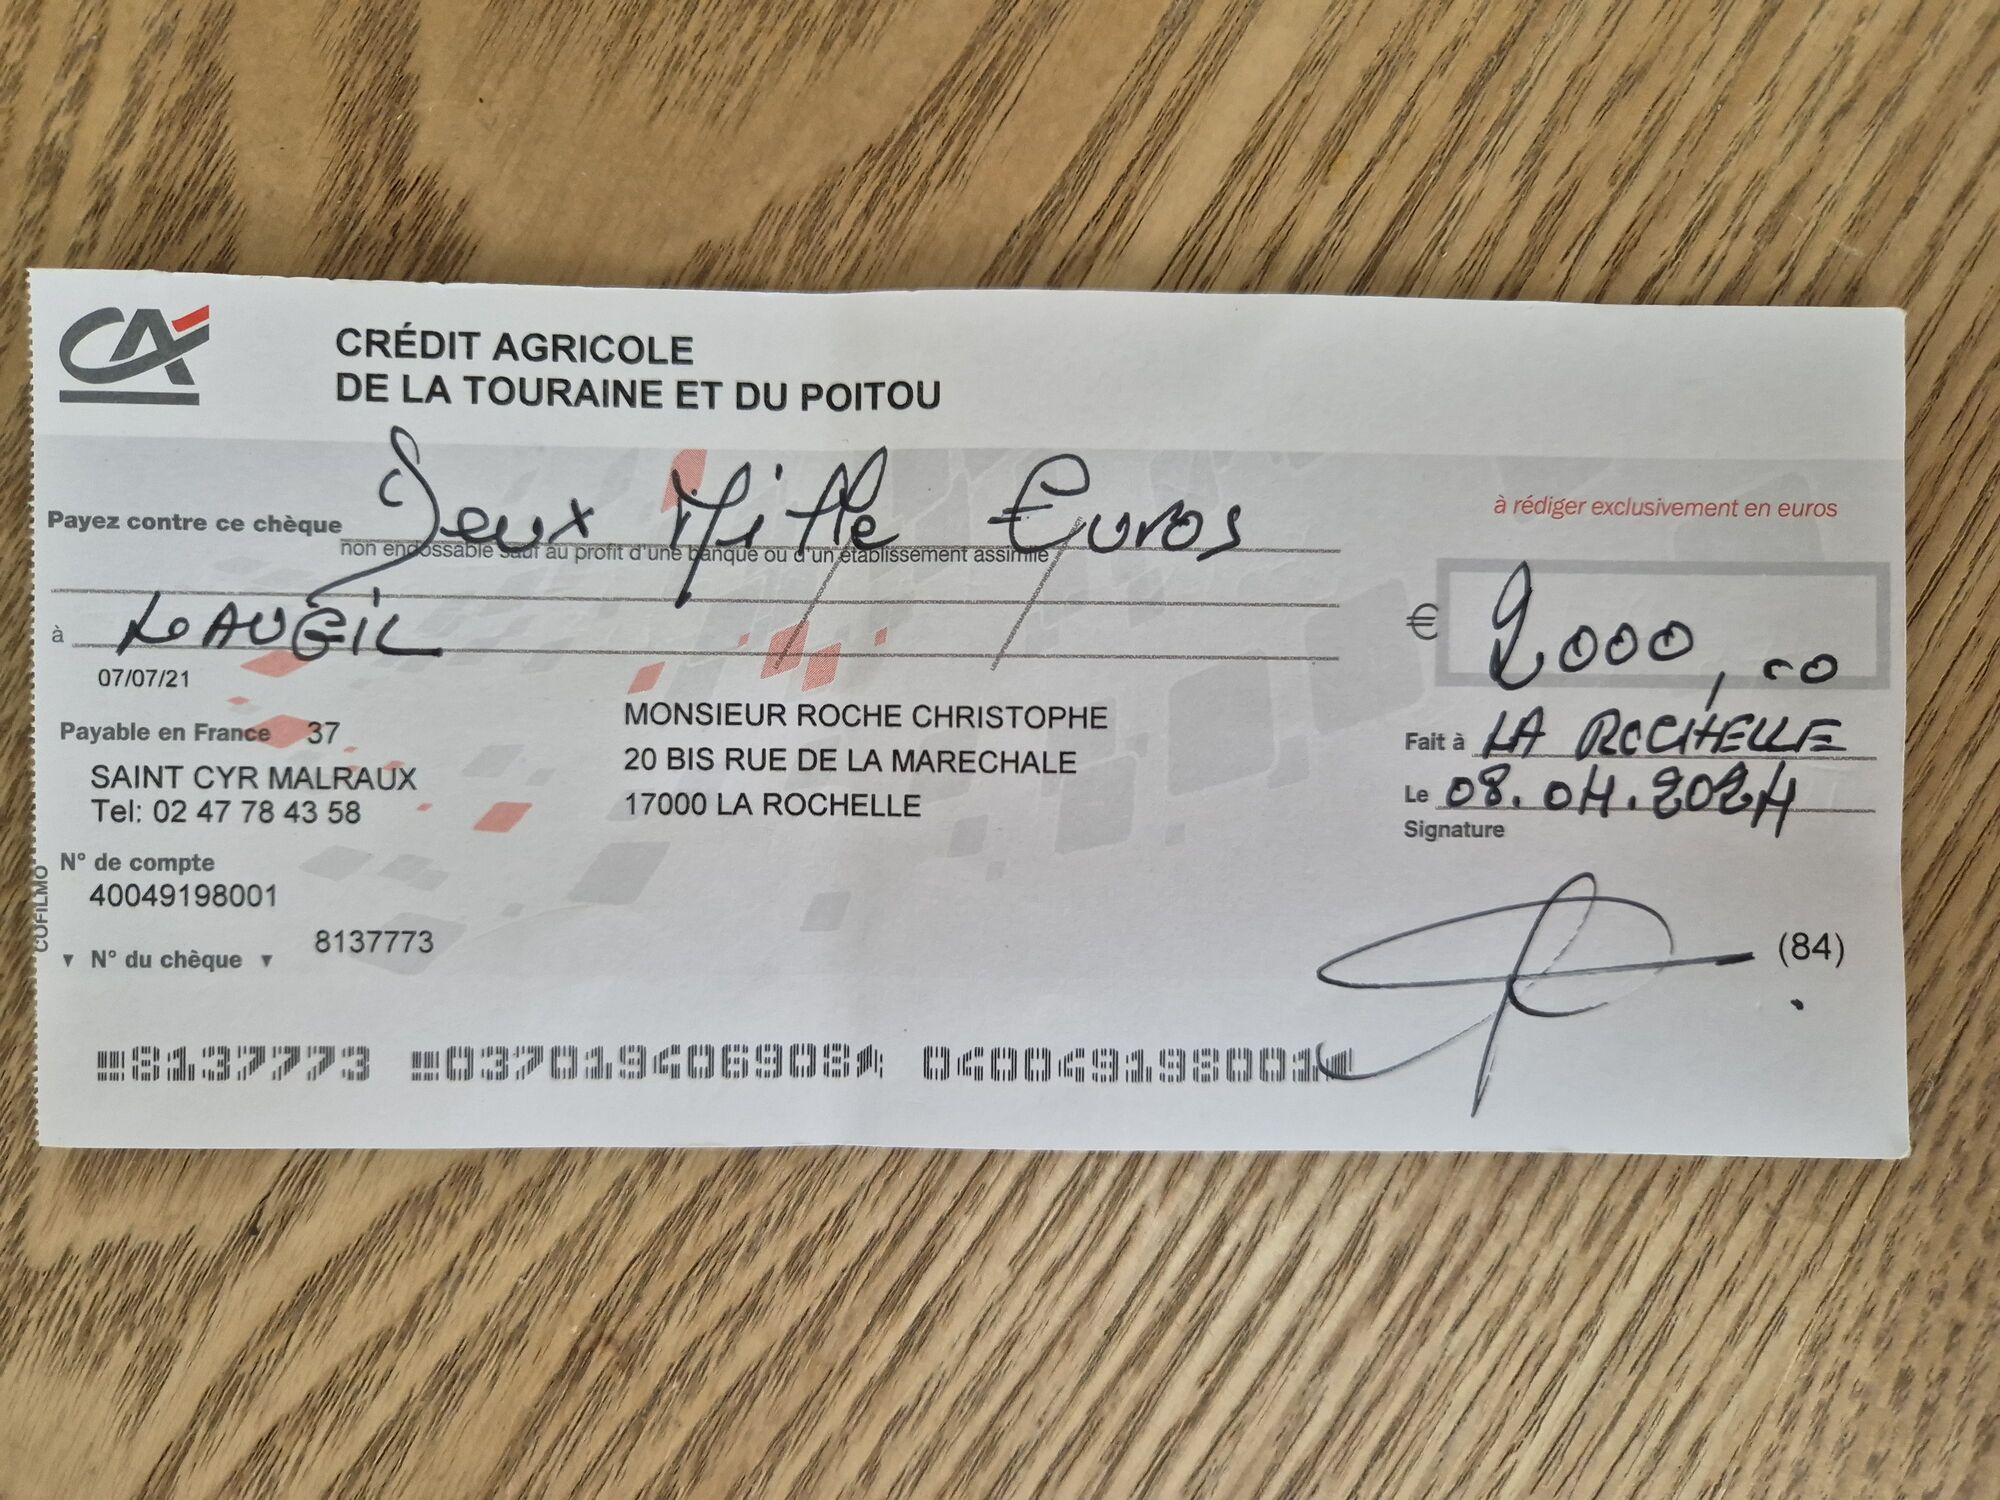 CA
CRÉDIT AGRICOLE
DE LA TOURAINE ET DU POITOU
Payez contre ce chèque Deux Mille Euros
non endossable sauf au profit d'une banque ou d'un établissement assimilé
à rédiger exclusivement en euros
à LEAUGIL
€ 2000,00
07/07/21
Payable en France 37
SAINT CYR MALRAUX
Tel: 02 47 78 43 58
MONSIEUR ROCHE CHRISTOPHE
20 BIS RUE DE LA MARECHALE
17000 LA ROCHELLE
Fait à LA ROCHELLE
Le 08.04.2024
Signature
N° de compte
40049198001
COFILMO
N° du chèque 8137773
(84)
8137773 037019406908 040049198001